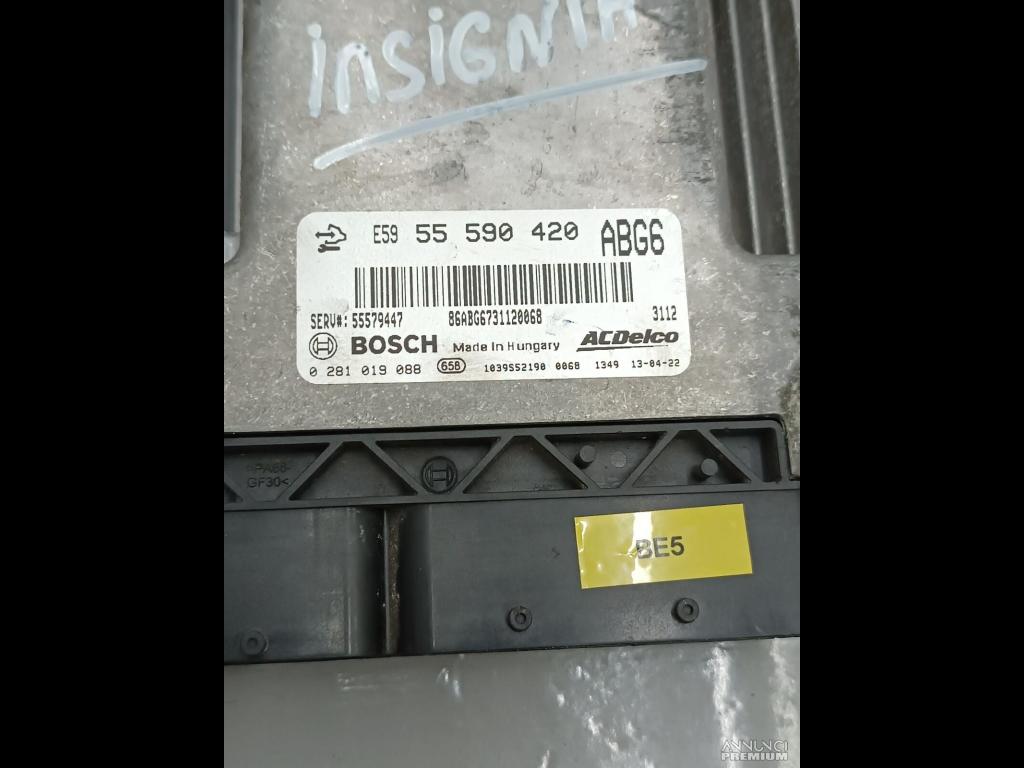 INSIGNIA
E59 55 590 420 ABG6
SERV#: 55579447 86ABG6731120068 3112
BOSCH Made in Hungary ACDelco
0 281 019 088 658 1039S52190 0068 1349 13-04-22
>PA66-
GF30<
BE5
ANNUNCI
PREMIUM